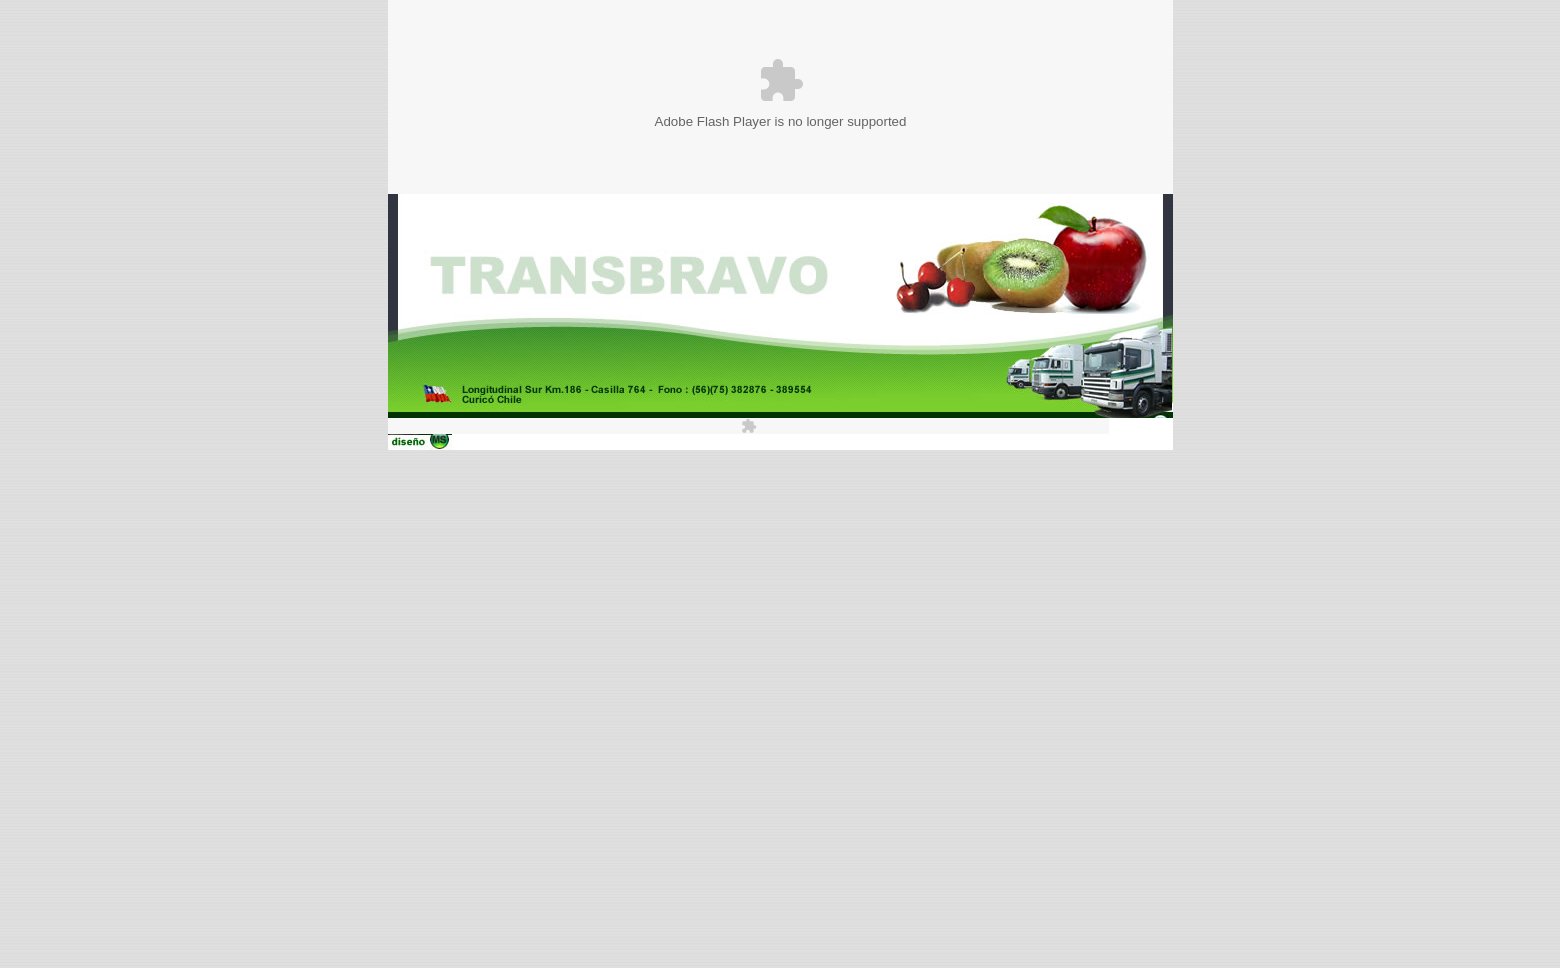 Adobe Flash Player is no longer supported
TRANSBRAVO
Longitudinal Sur Km.186 - Casilla 764 - Fono : (56)(75) 382876 - 389554
Curicó Chile
diseño MS